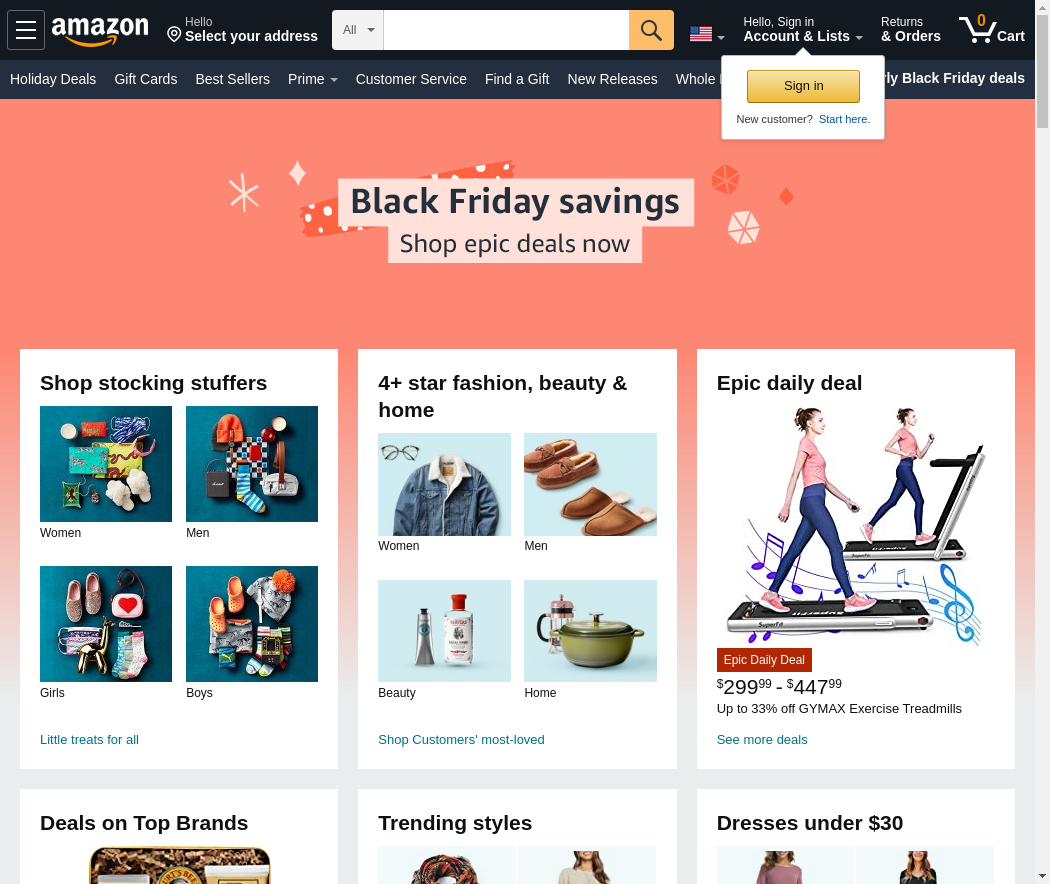 amazon
Hello
Select your address
All
Hello, Sign in
Account & Lists
Returns
& Orders
0
Cart
Holiday Deals
Gift Cards
Best Sellers
Prime
Customer Service
Find a Gift
New Releases
Whole
Black Friday deals
Sign in
New customer? Start here.
Black Friday savings
Shop epic deals now
Shop stocking stuffers
Women
Men
Girls
Boys
Little treats for all
4+ star fashion, beauty &
home
Women
Men
Beauty
Home
Shop Customers' most-loved
Epic daily deal
SuperFit
SuperFit
Epic Daily Deal
$299 99 - $447 99
Up to 33% off GYMAX Exercise Treadmills
See more deals
Deals on Top Brands
Trending styles
Dresses under $30